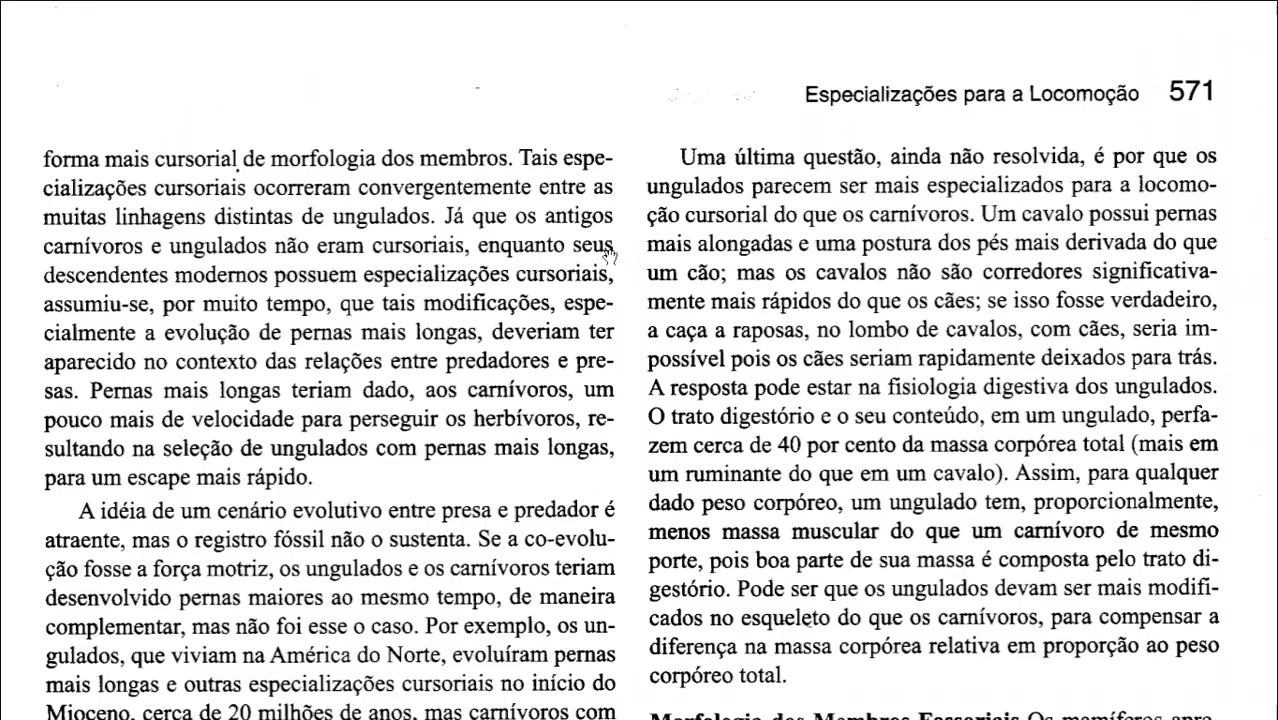 Especializações para a Locomoção 571
forma mais cursorial de morfologia dos membros. Tais espe-
cializações cursoriais ocorreram convergentemente entre as
muitas linhagens distintas de ungulados. Já que os antigos
carnívoros e ungulados não eram cursoriais, enquanto seus
descendentes modernos possuem especializações cursoriais,
assumiu-se, por muito tempo, que tais modificações, espe-
cialmente a evolução de pernas mais longas, deveriam ter
aparecido no contexto das relações entre predadores e pre-
sas. Pernas mais longas teriam dado, aos carnívoros, um
pouco mais de velocidade para perseguir os herbívoros, re-
sultando na seleção de ungulados com pernas mais longas,
para um escape mais rápido.
A idéia de um cenário evolutivo entre presa e predador é
atraente, mas o registro fóssil não o sustenta. Se a co-evolu-
ção fosse a força motriz, os ungulados e os carnívoros teriam
desenvolvido pernas maiores ao mesmo tempo, de maneira
complementar, mas não foi esse o caso. Por exemplo, os un-
gulados, que viviam na América do Norte, evoluíram pernas
mais longas e outras especializações cursoriais no início do
Mioceno, cerca de 20 milhões de anos, mas carnívoros com
Uma última questão, ainda não resolvida, é por que os
ungulados parecem ser mais especializados para a locomo-
ção cursorial do que os carnívoros. Um cavalo possui pernas
mais alongadas e uma postura dos pés mais derivada do que
um cão; mas os cavalos não são corredores significativa-
mente mais rápidos do que os cães; se isso fosse verdadeiro,
a caça a raposas, no lombo de cavalos, com cães, seria im-
possível pois os cães seriam rapidamente deixados para trás.
A resposta pode estar na fisiologia digestiva dos ungulados.
O trato digestório e o seu conteúdo, em um ungulado, perfa-
zem cerca de 40 por cento da massa corpórea total (mais em
um ruminante do que em um cavalo). Assim, para qualquer
dado peso corpóreo, um ungulado tem, proporcionalmente,
menos massa muscular do que um carnívoro de mesmo
porte, pois boa parte de sua massa é composta pelo trato di-
gestório. Pode ser que os ungulados devam ser mais modifi-
cados no esqueleto do que os carnívoros, para compensar a
diferença na massa corpórea relativa em proporção ao peso
corpóreo total.
Morfologia dos Membros Fossoriais Os mamíferos apre-